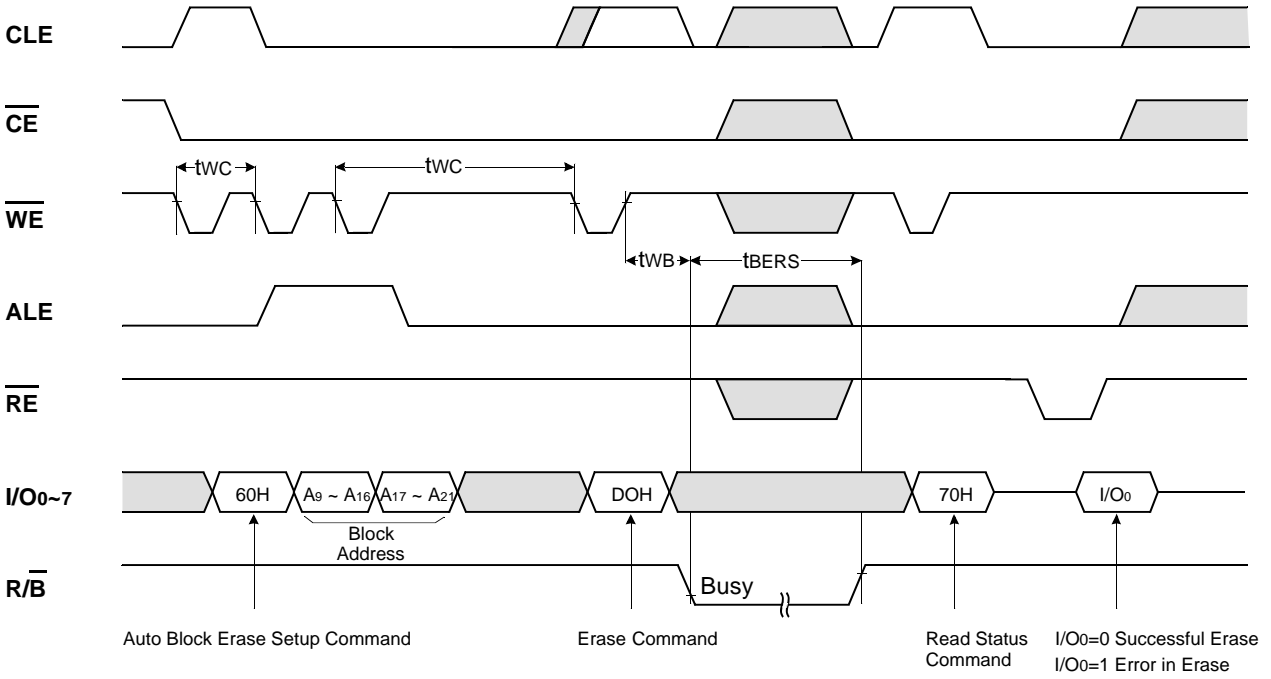 CLE
CE
tWC
tWC
WE
tWB
tBERS
ALE
RE
I/O0~7
60H
A9 ~ A16
A17 ~ A21
DOH
70H
I/O0
Block
Address
R/B
Busy
Auto Block Erase Setup Command
Erase Command
Read Status
Command
I/O0=0 Successful Erase
I/O0=1 Error in Erase